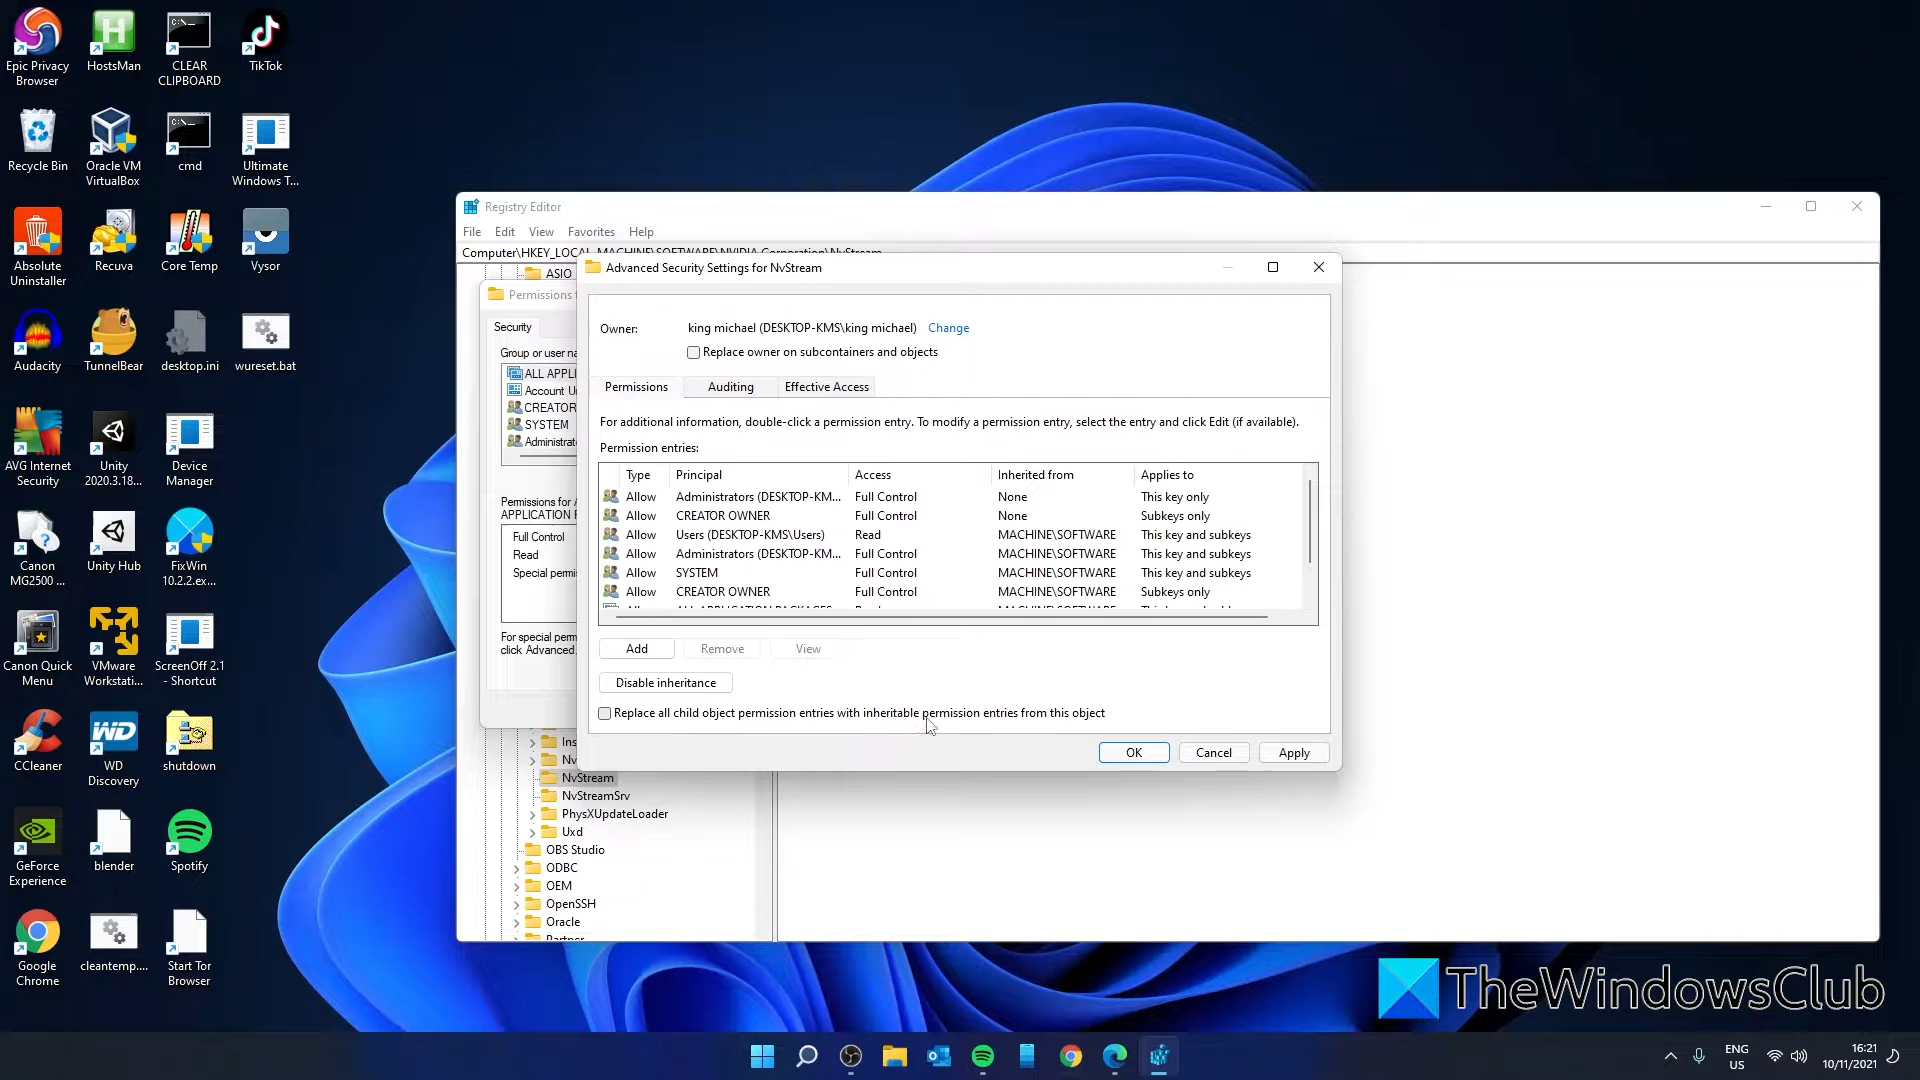 Epic Privacy
Browser
HostsMan
CLEAR
CLIPBOARD
TikTok
Recycle Bin
Oracle VM
VirtualBox
cmd
Ultimate
Windows T...
Absolute
Uninstaller
Recuva
Core Temp
Vysor
Audacity
TunnelBear
desktop.ini
wureset.bat
AVG Internet
Security
Unity
2020.3.18...
Device
Manager
Canon
MG2500 ...
Unity Hub
FixWin
10.2.2.ex...
Canon Quick
Menu
VMware
Workstati...
ScreenOff 2.1
- Shortcut
CCleaner
WD
WD
Discovery
shutdown
GeForce
Experience
blender
Spotify
Google
Chrome
cleantemp....
Start Tor
Browser
Registry Editor
File Edit View Favorites Help
Computer\HKEY_LOCAL_MACHINE\SOFTWARE\NVIDIA Corporation\NvStream
ASIO
Permissions
Security
Group or user na
ALL APPLI
Account U
CREATOR
SYSTEM
Administrat
Permissions for A
APPLICATION
Full Control
Read
Special permi
For special perm
click Advanced.
Ins
Nv
NvStream
NvStreamSrv
PhysXUpdateLoader
Uxd
OBS Studio
ODBC
OEM
OpenSSH
Oracle
Partner
Advanced Security Settings for NvStream
Owner: king michael (DESKTOP-KMS\king michael) Change
Replace owner on subcontainers and objects
Permissions Auditing Effective Access
For additional information, double-click a permission entry. To modify a permission entry, select the entry and click Edit (if available).
Permission entries:
Type Principal Access Inherited from Applies to
Allow Administrators (DESKTOP-KM... Full Control None This key only
Allow CREATOR OWNER Full Control None Subkeys only
Allow Users (DESKTOP-KMS\Users) Read MACHINE\SOFTWARE This key and subkeys
Allow Administrators (DESKTOP-KM... Full Control MACHINE\SOFTWARE This key and subkeys
Allow SYSTEM Full Control MACHINE\SOFTWARE This key and subkeys
Allow CREATOR OWNER Full Control MACHINE\SOFTWARE Subkeys only
Add Remove View
Disable inheritance
Replace all child object permission entries with inheritable permission entries from this object
OK Cancel Apply
TheWindowsClub
ENG
US
16:21
10/11/2021